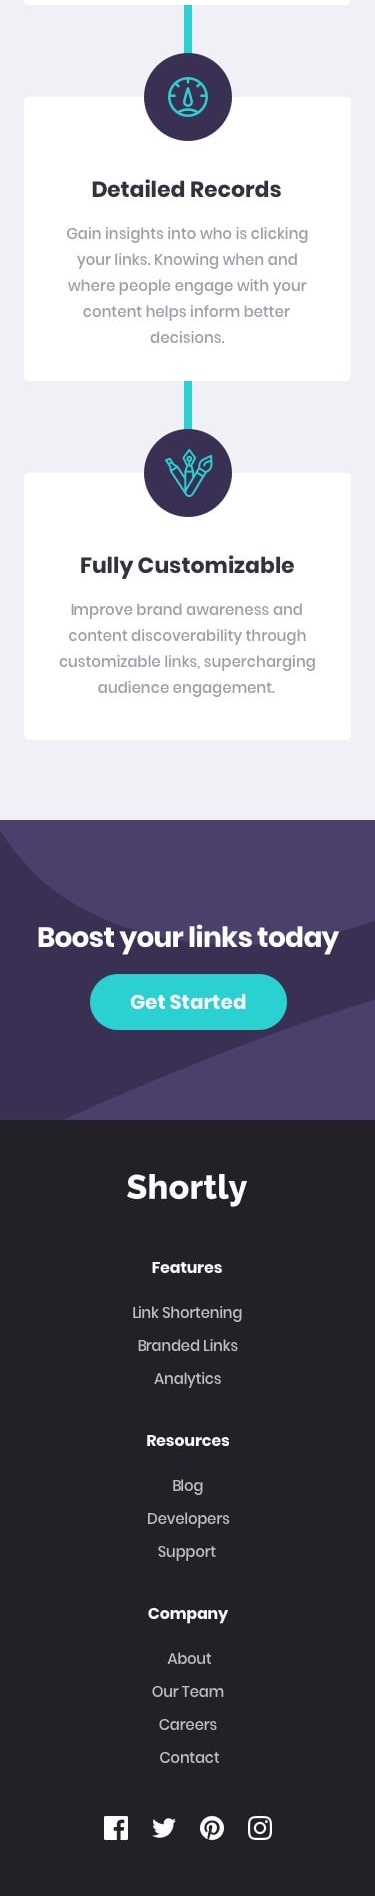 Detailed Records
Gain insights into who is clicking
your links. Knowing when and
where people engage with your
content helps inform better
decisions.
Fully Customizable
Improve brand awareness and
content discoverability through
customizable links, supercharging
audience engagement.
Boost your links today
Get Started
Shortly
Features
Link Shortening
Branded Links
Analytics
Resources
Blog
Developers
Support
Company
About
Our Team
Careers
Contact